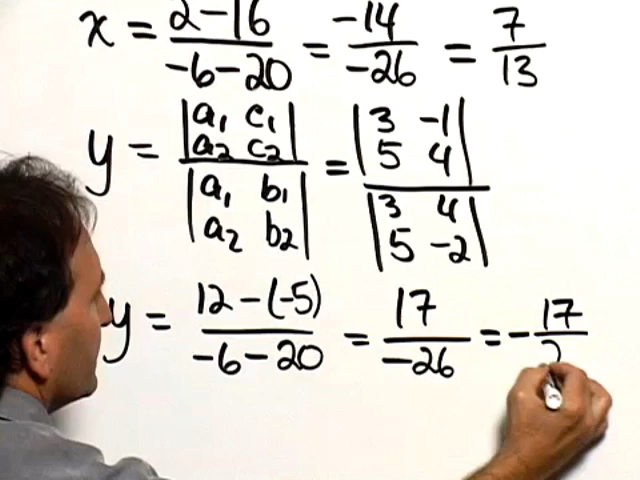 x = 2-16/-6-20 = -14/-26 = 7/13
y = |a₁ c₁ a₂ c₂|/|a₁ b₁ a₂ b₂| = |3 -1 5 4|/|3 4 5 -2|
y = 12-(-5)/-6-20 = 17/-26 = -17/2